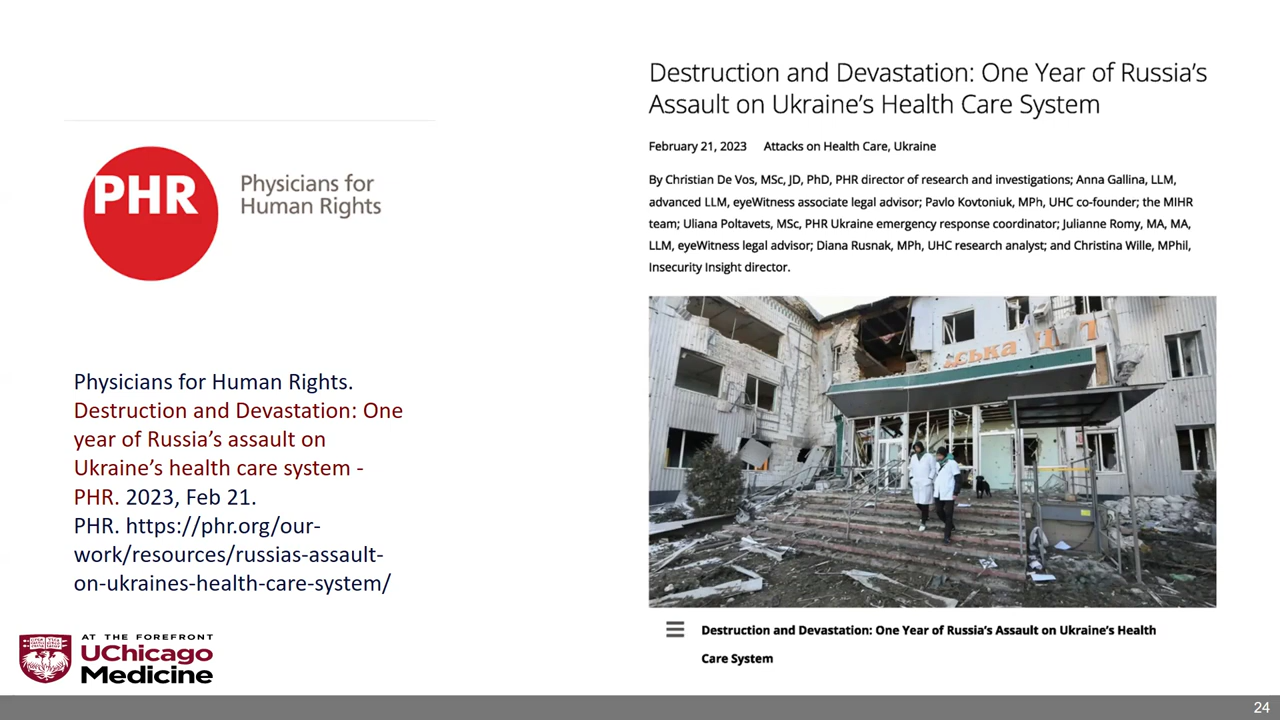 PHR
Physicians for
Human Rights
Physicians for Human Rights.
Destruction and Devastation: One
year of Russia’s assault on
Ukraine’s health care system -
PHR. 2023, Feb 21.
PHR. https://phr.org/our-
work/resources/russias-assault-
on-ukraines-health-care-system/
AT THE FOREFRONT
UChicago
Medicine
Destruction and Devastation: One Year of Russia’s
Assault on Ukraine’s Health Care System
February 21, 2023 Attacks on Health Care, Ukraine
By Christian De Vos, MSc, JD, PhD, PHR director of research and investigations; Anna Gallina, LLM,
advanced LLM, eyeWitness associate legal advisor; Pavlo Kovtoniuk, MPh, UHC co-founder; the MIHR
team; Uliana Poltavets, MSc, PHR Ukraine emergency response coordinator; Julianne Romy, MA, MA,
LLM, eyeWitness legal advisor; Diana Rusnak, MPh, UHC research analyst; and Christina Wille, MPhil,
Insecurity Insight director.
ська
Destruction and Devastation: One Year of Russia’s Assault on Ukraine’s Health
Care System
24